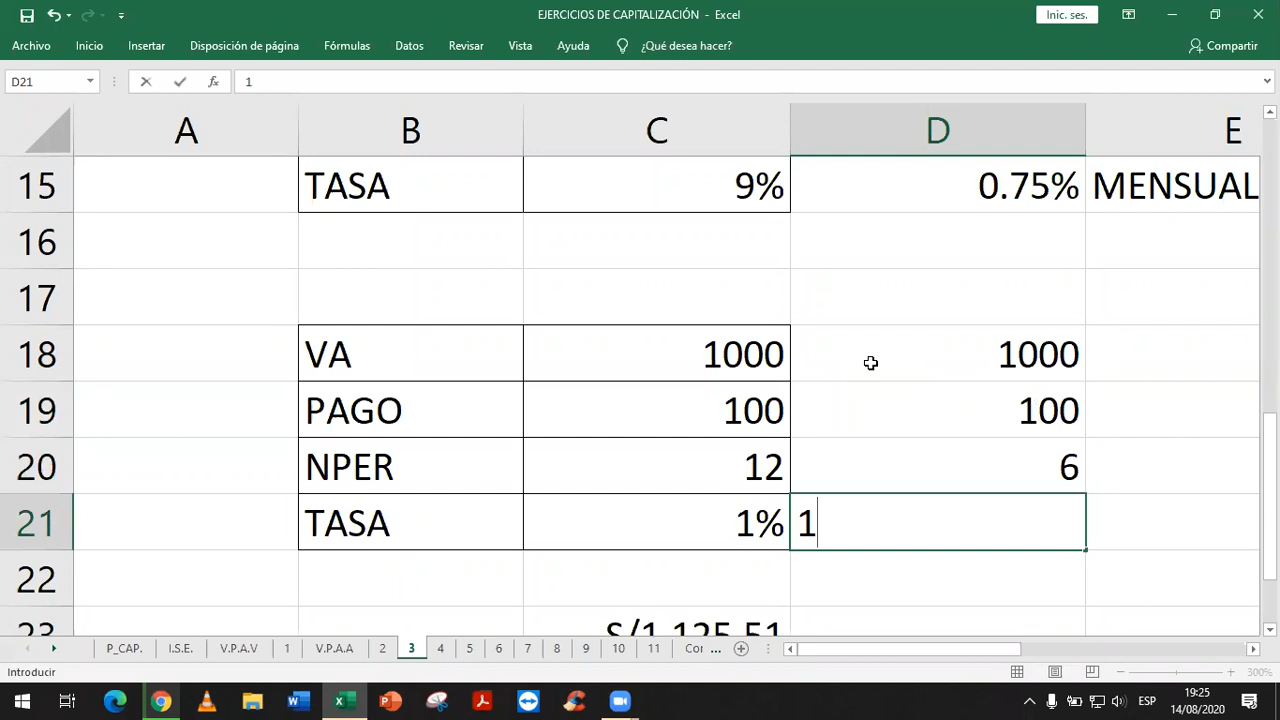 EJERCICIOS DE CAPITALIZACIÓN - Excel
Inic. ses.
Archivo Inicio Insertar Disposición de página Fórmulas Datos Revisar Vista Ayuda ¿Qué desea hacer? Compartir
D21 fx 1
A B C D E
15 TASA 9% 0.75% MENSUAL
16
17
18 VA 1000 1000
19 PAGO 100 100
20 NPER 12 6
21 TASA 1% 1
22
23 S/1,125.51
P_CAP. I.S.E. V.P.A.V 1 V.P.A.A 2 3 4 5 6 7 8 9 10 11 Cor ...
Introducir 300%
ESP 19:25
14/08/2020